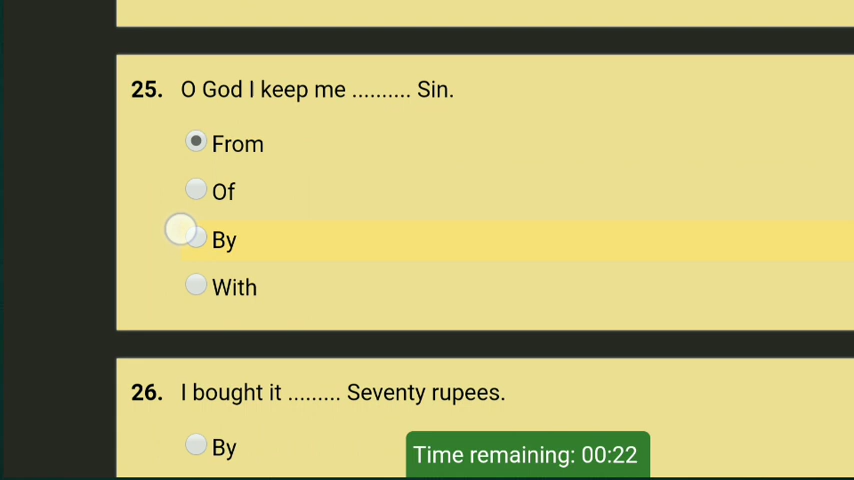 25. O God I keep me .......... Sin.
From
Of
By
With
26. I bought it ......... Seventy rupees.
By
Time remaining: 00:22